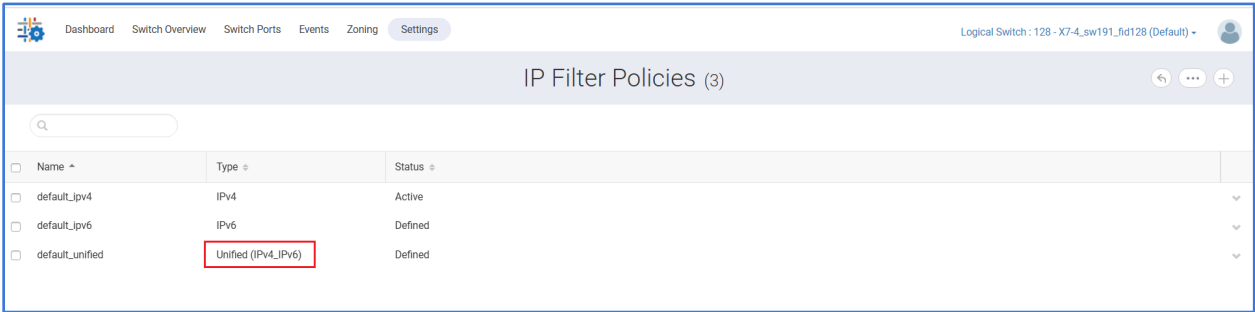 Dashboard Switch Overview Switch Ports Events Zoning Settings Logical Switch : 128 - X7-4_sw191_fid128 (Default)
IP Filter Policies (3)
Name Type Status
default_ipv4 IPv4 Active
default_ipv6 IPv6 Defined
default_unified Unified (IPv4_IPv6) Defined